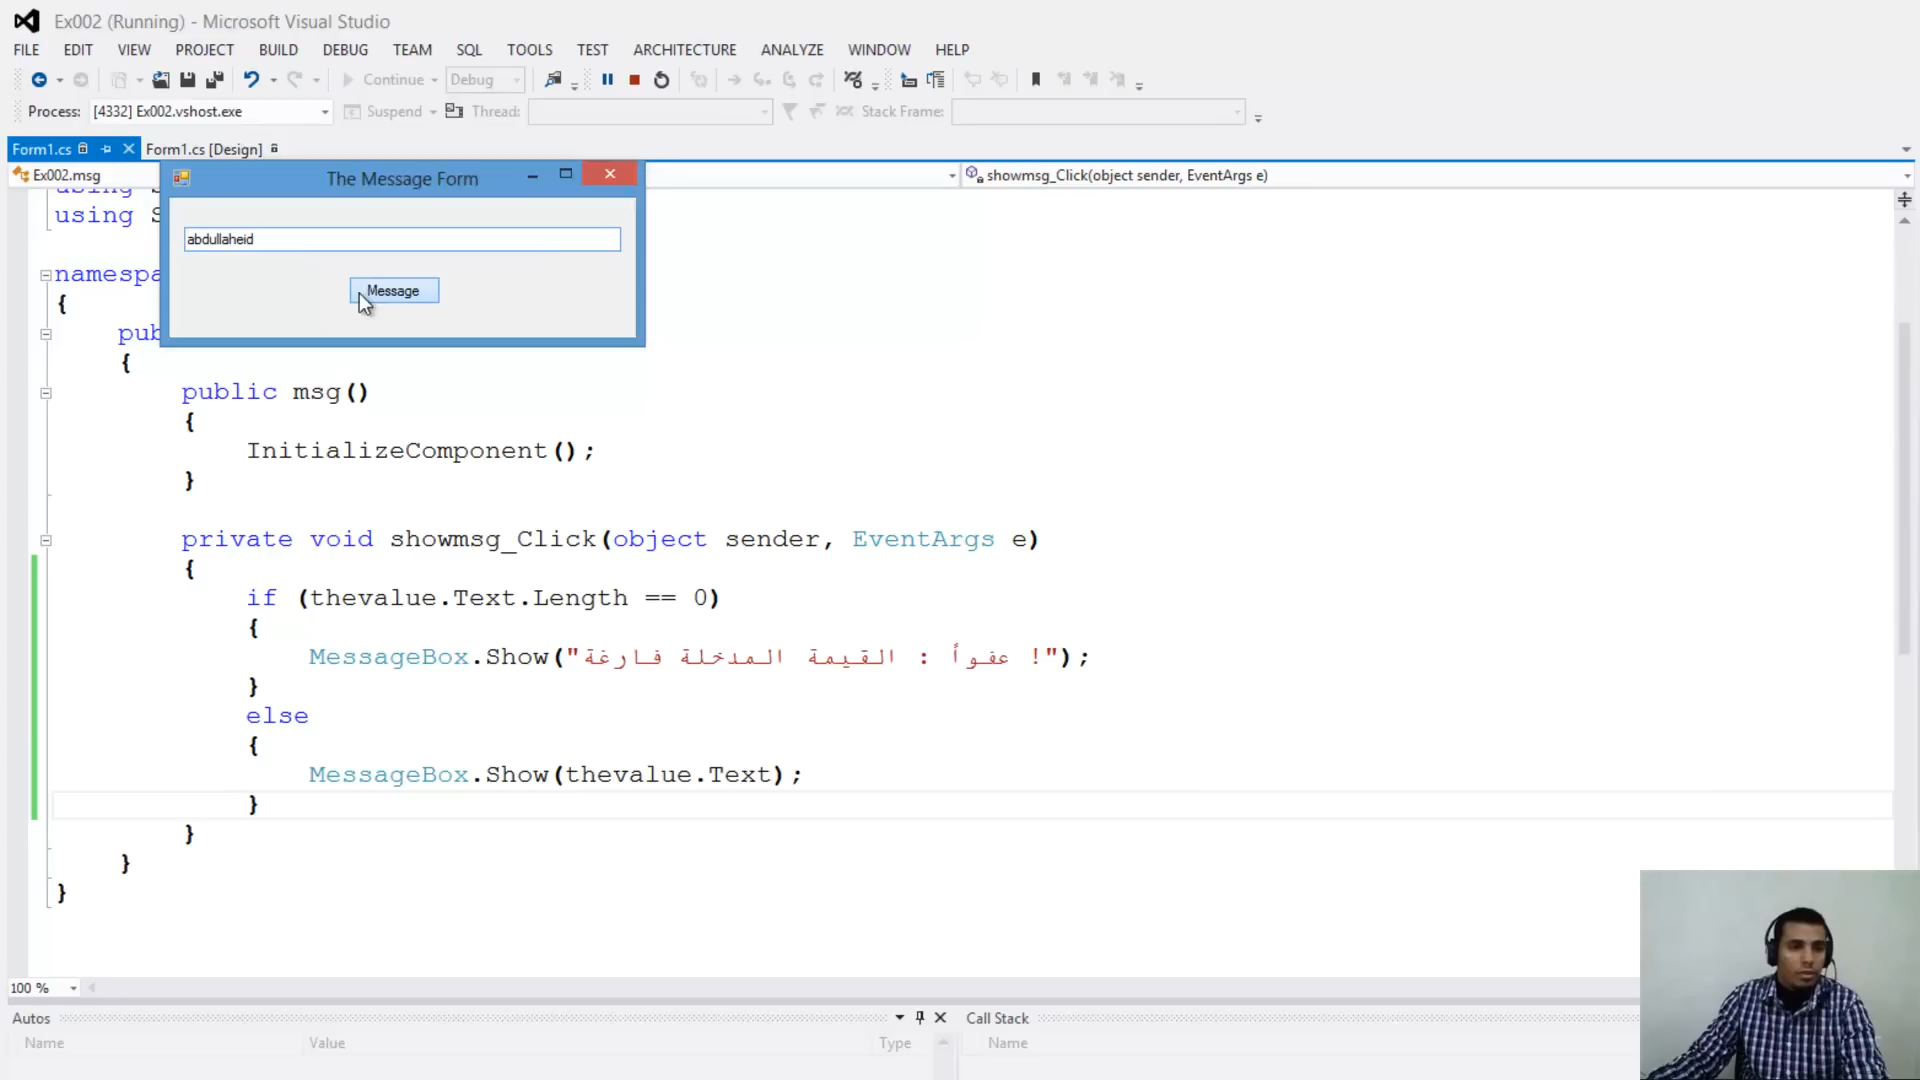 Ex002 (Running) - Microsoft Visual Studio
FILE EDIT VIEW PROJECT BUILD DEBUG TEAM SQL TOOLS TEST ARCHITECTURE ANALYZE WINDOW HELP
Continue Debug
Process: [4332] Ex002.vshost.exe Suspend Thread: Stack Frame:
Form1.cs Form1.cs [Design]
Ex002.msg showmsg_Click(object sender, EventArgs e)
The Message Form
abdullaheid
Message
using
using
{
{
public msg()
{
InitializeComponent();
}
private void showmsg_Click(object sender, EventArgs e)
{
if (thevalue.Text.Length == 0)
{
MessageBox.Show("عفواً : القيمة المدخلة فارغة !");
}
else
{
MessageBox.Show(thevalue.Text);
}
}
}
}
100 %
Autos Call Stack
Name Value Type Name